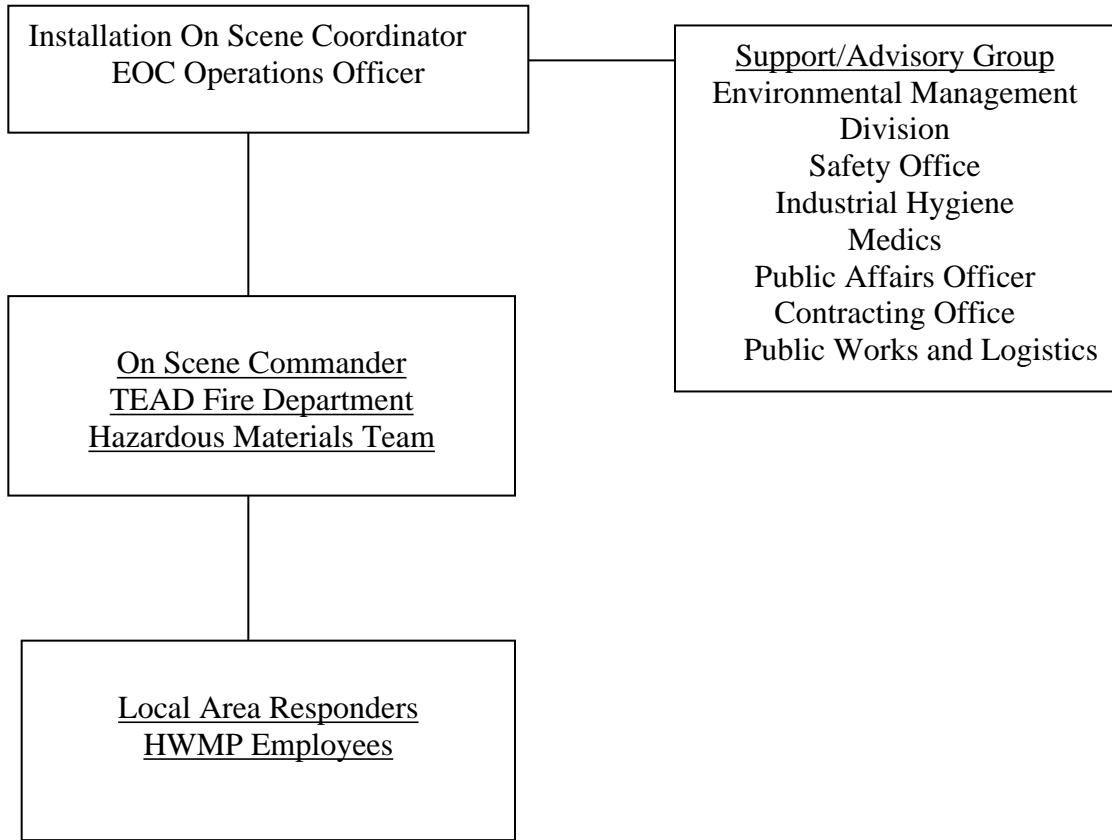 Installation On Scene Coordinator
EOC Operations Officer
Support/Advisory Group
Environmental Management
Division
Safety Office
Industrial Hygiene
Medics
Public Affairs Officer
Contracting Office
Public Works and Logistics
On Scene Commander
TEAD Fire Department
Hazardous Materials Team
Local Area Responders
HWMP Employees